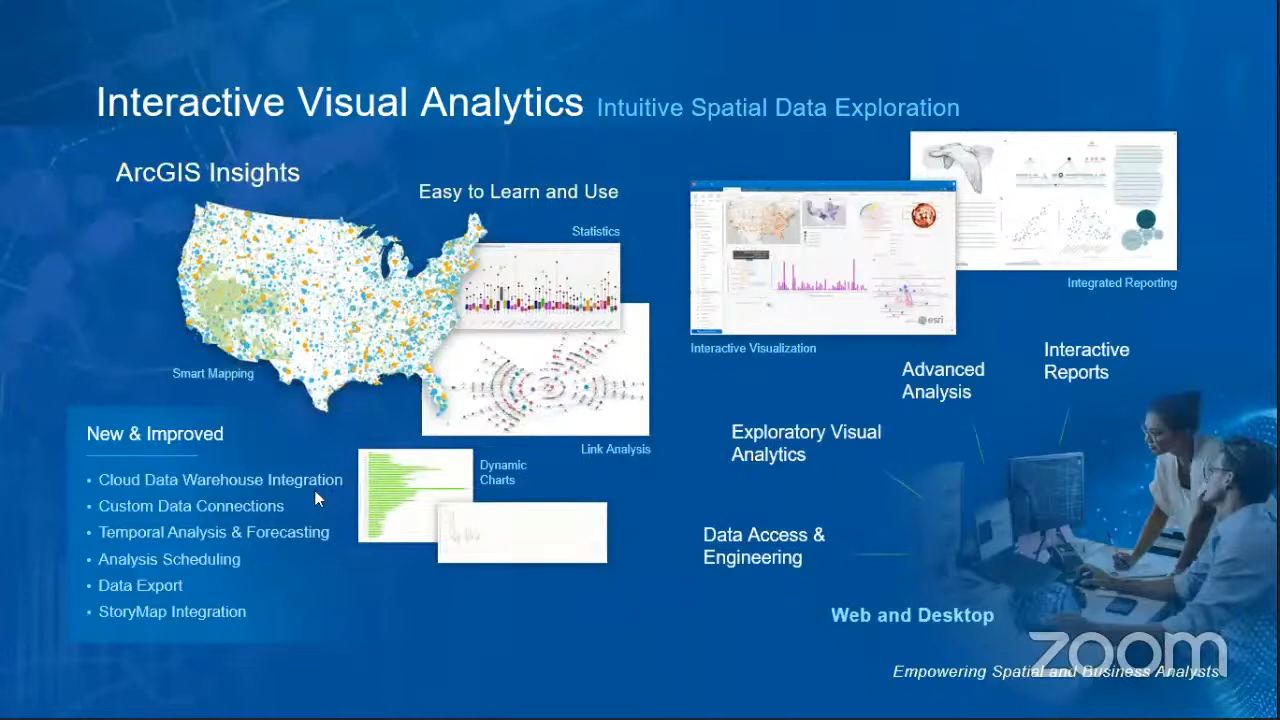 Interactive Visual Analytics Intuitive Spatial Data Exploration
ArcGIS Insights
Easy to Learn and Use
Statistics
Smart Mapping
Link Analysis
Dynamic
Charts
New & Improved
• Cloud Data Warehouse Integration
• Custom Data Connections
• Temporal Analysis & Forecasting
• Analysis Scheduling
• Data Export
• StoryMap Integration
esri
Interactive Visualization
Integrated Reporting
Advanced
Analysis
Interactive
Reports
Exploratory Visual
Analytics
Data Access &
Engineering
Web and Desktop
zoom
Empowering Spatial and Business Analysts